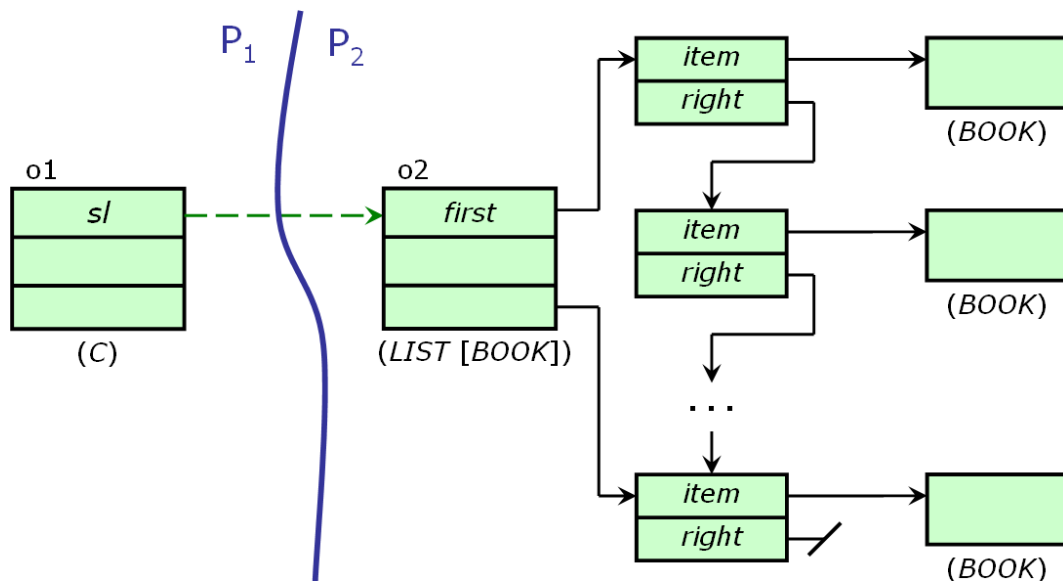 P1 P2
o1
sl
(C)
o2
first
(LIST [BOOK])
item
right
(BOOK)
item
right
(BOOK)
...
item
right
(BOOK)